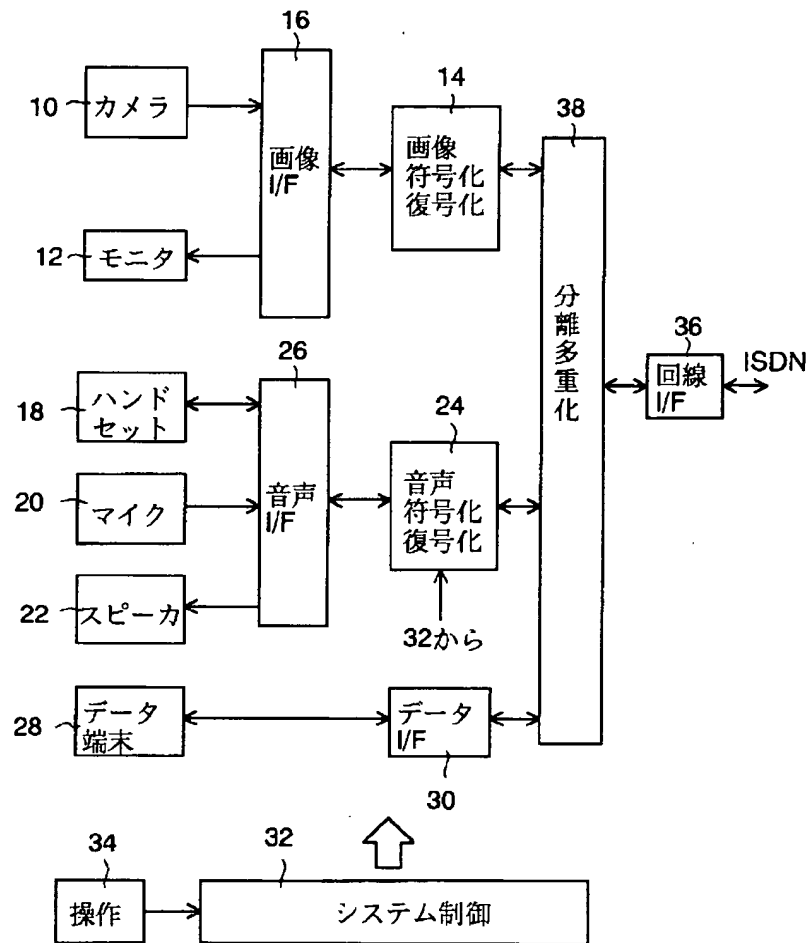 16
10 カメラ
画像
I/F
12 モニタ
14
画像
符号化
復号化
38
分離多重化
36
回線
I/F
ISDN
26
18 ハンド
セット
20 マイク
22 スピーカ
音声
I/F
24
音声
符号化
復号化
32から
28 データ
端末
データ
I/F
30
34
操作
32
システム制御